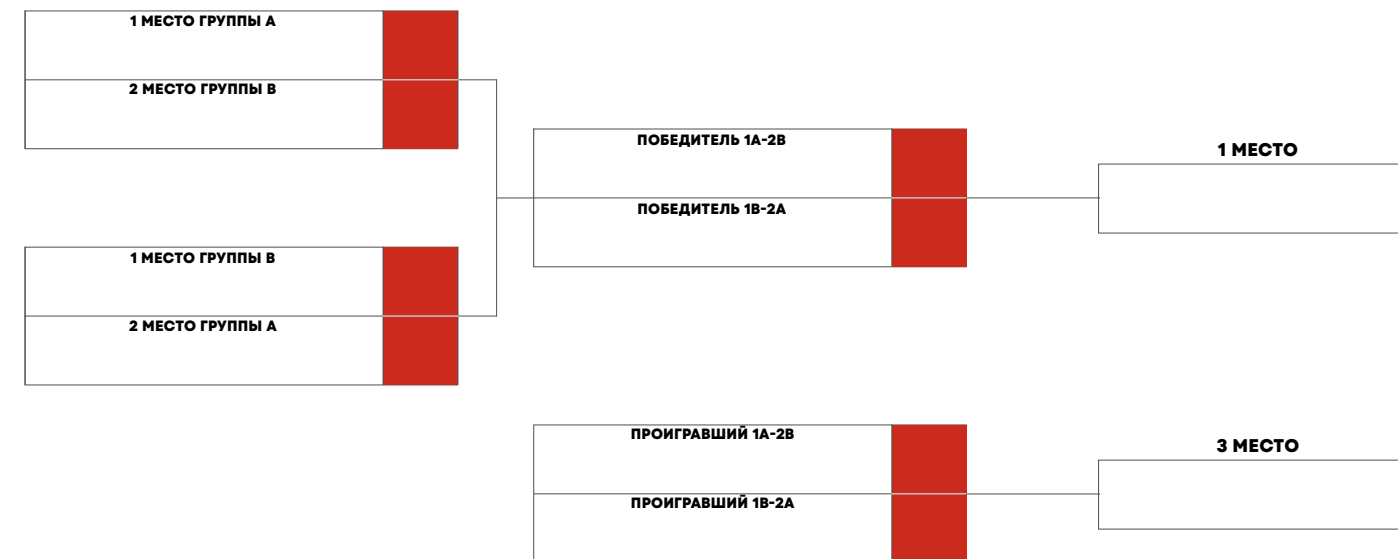 1 МЕСТО ГРУППЫ А
2 МЕСТО ГРУППЫ В
ПОБЕДИТЕЛЬ 1А-2В
1 МЕСТО
ПОБЕДИТЕЛЬ 1В-2А
1 МЕСТО ГРУППЫ В
2 МЕСТО ГРУППЫ А
ПРОИГРАВШИЙ 1А-2В
3 МЕСТО
ПРОИГРАВШИЙ 1В-2А